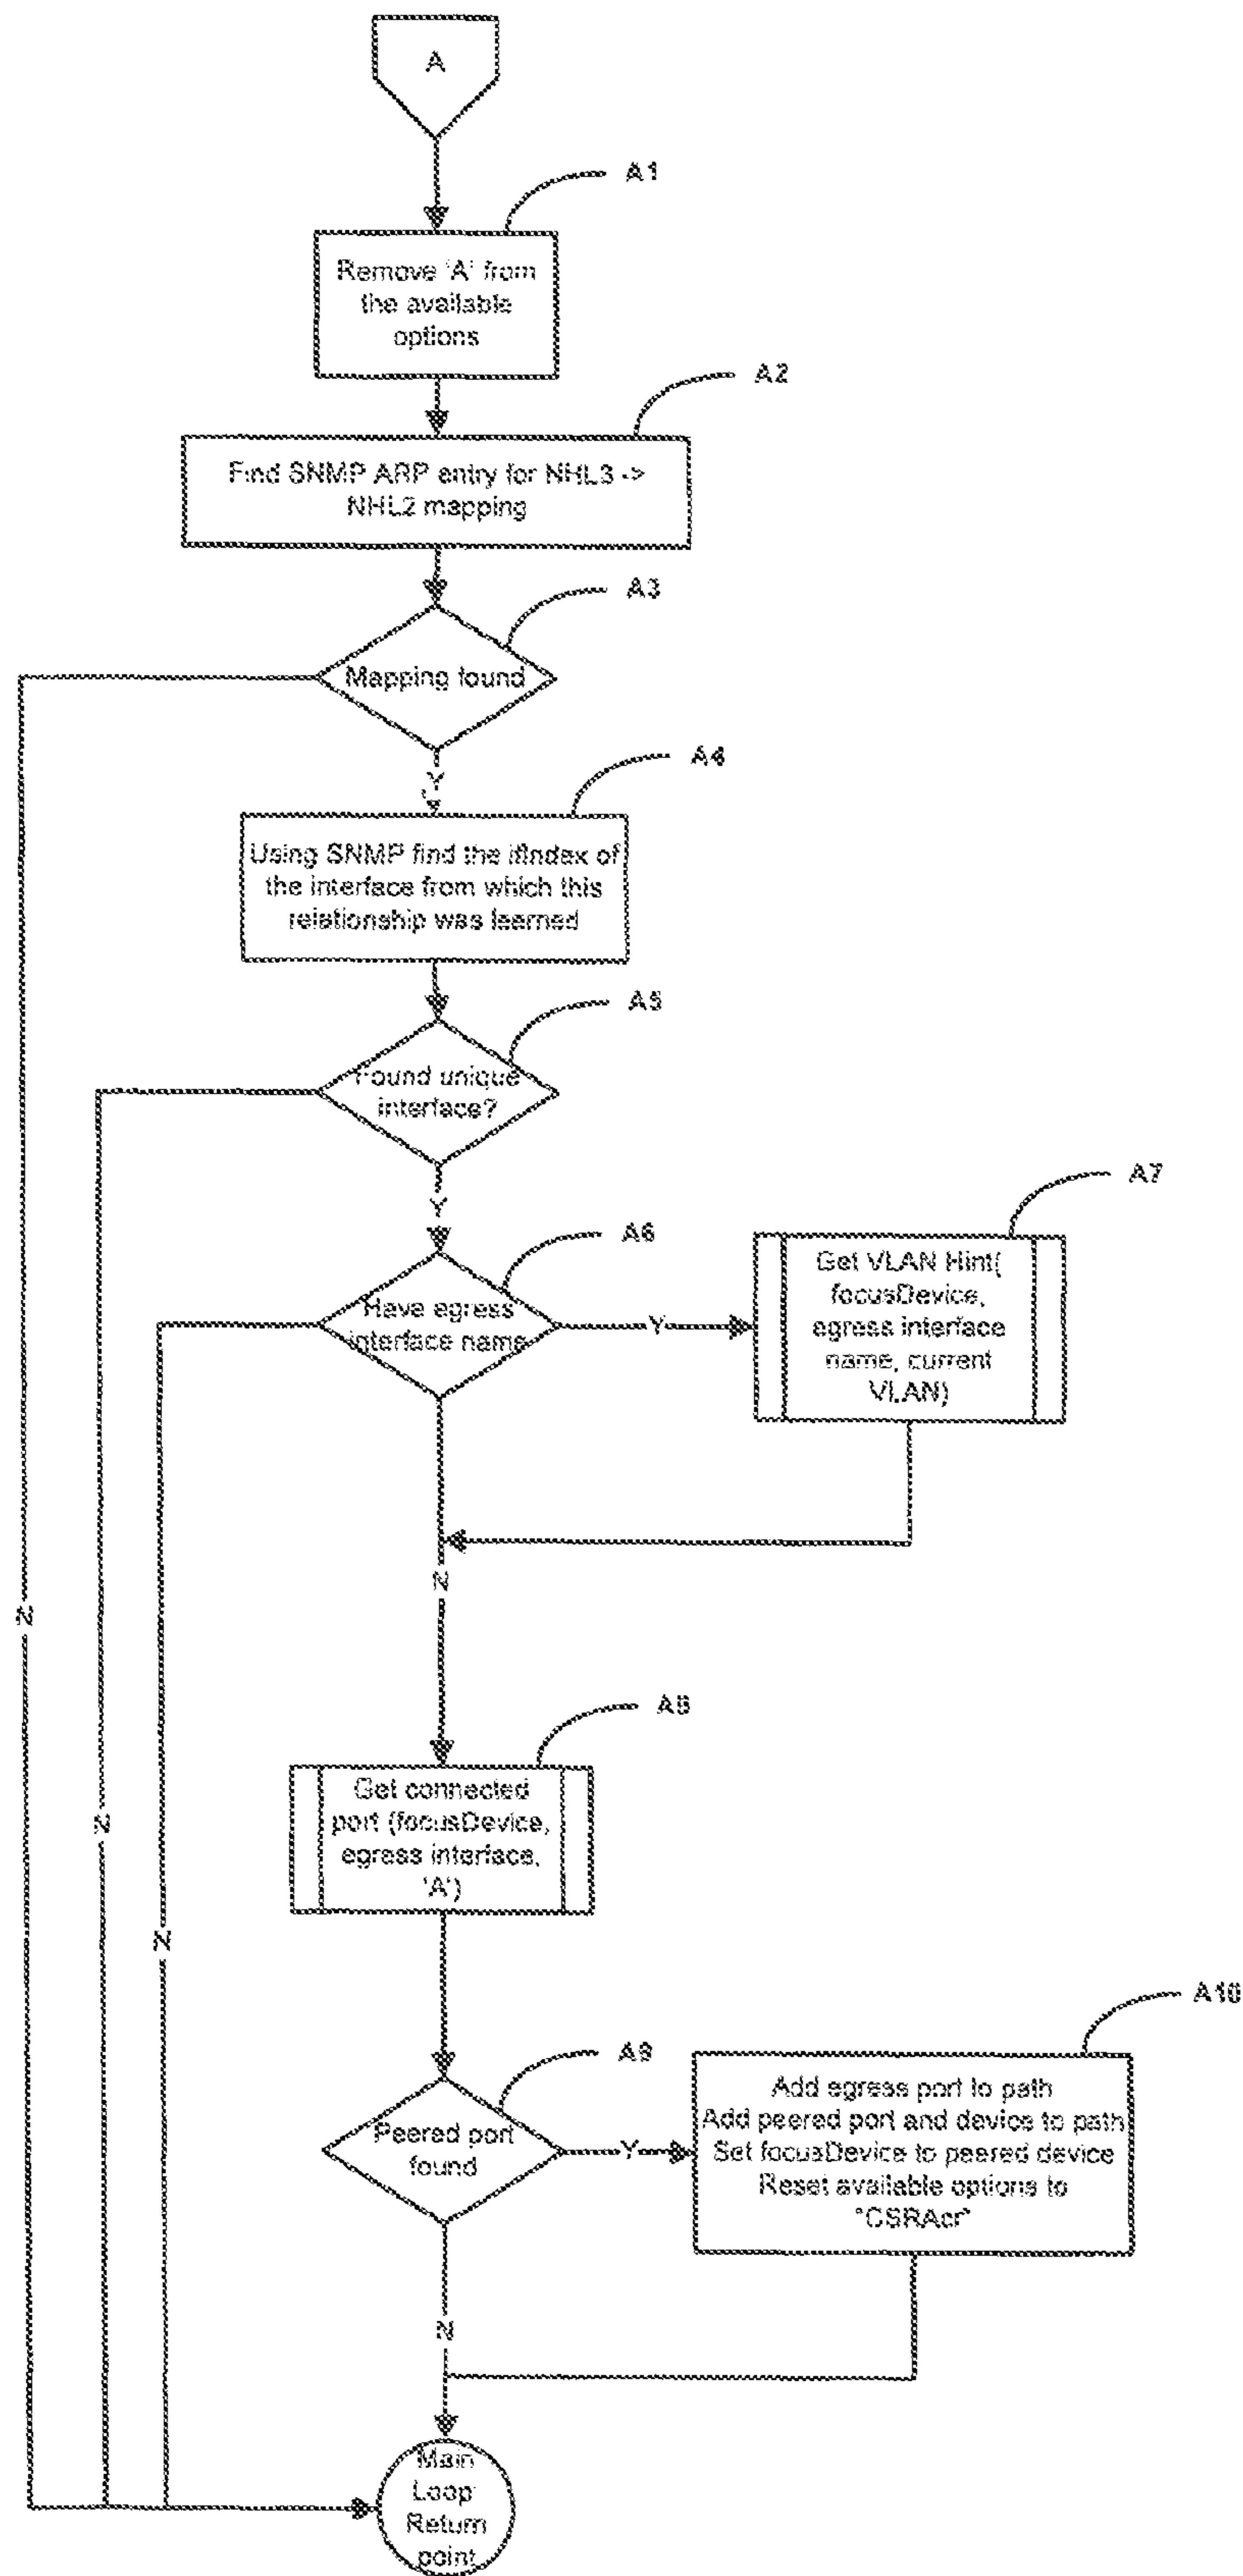 A
A1
Remove 'A' from
the available
options
A2
Find SNMP ARP entry for NHL3 ->
NHL2 mapping
A3
Mapping found
Y
A4
Using SNMP find the ifIndex of
the interface from which this
relationship was learned
A5
Found unique
interface?
Y
A6
Have egress
interface name
Y
A7
Get VLAN Hint(
focusDevice,
egress interface
name, current
VLAN)
N
N
N
N
A8
Get connected
port (focusDevice,
egress interface,
'A')
A9
Peered port
found
Y
A10
Add egress port to path
Add peered port and device to path
Set focusDevice to peered device
Reset available options to
"CSRAcr"
N
Main
Loop
Return
point